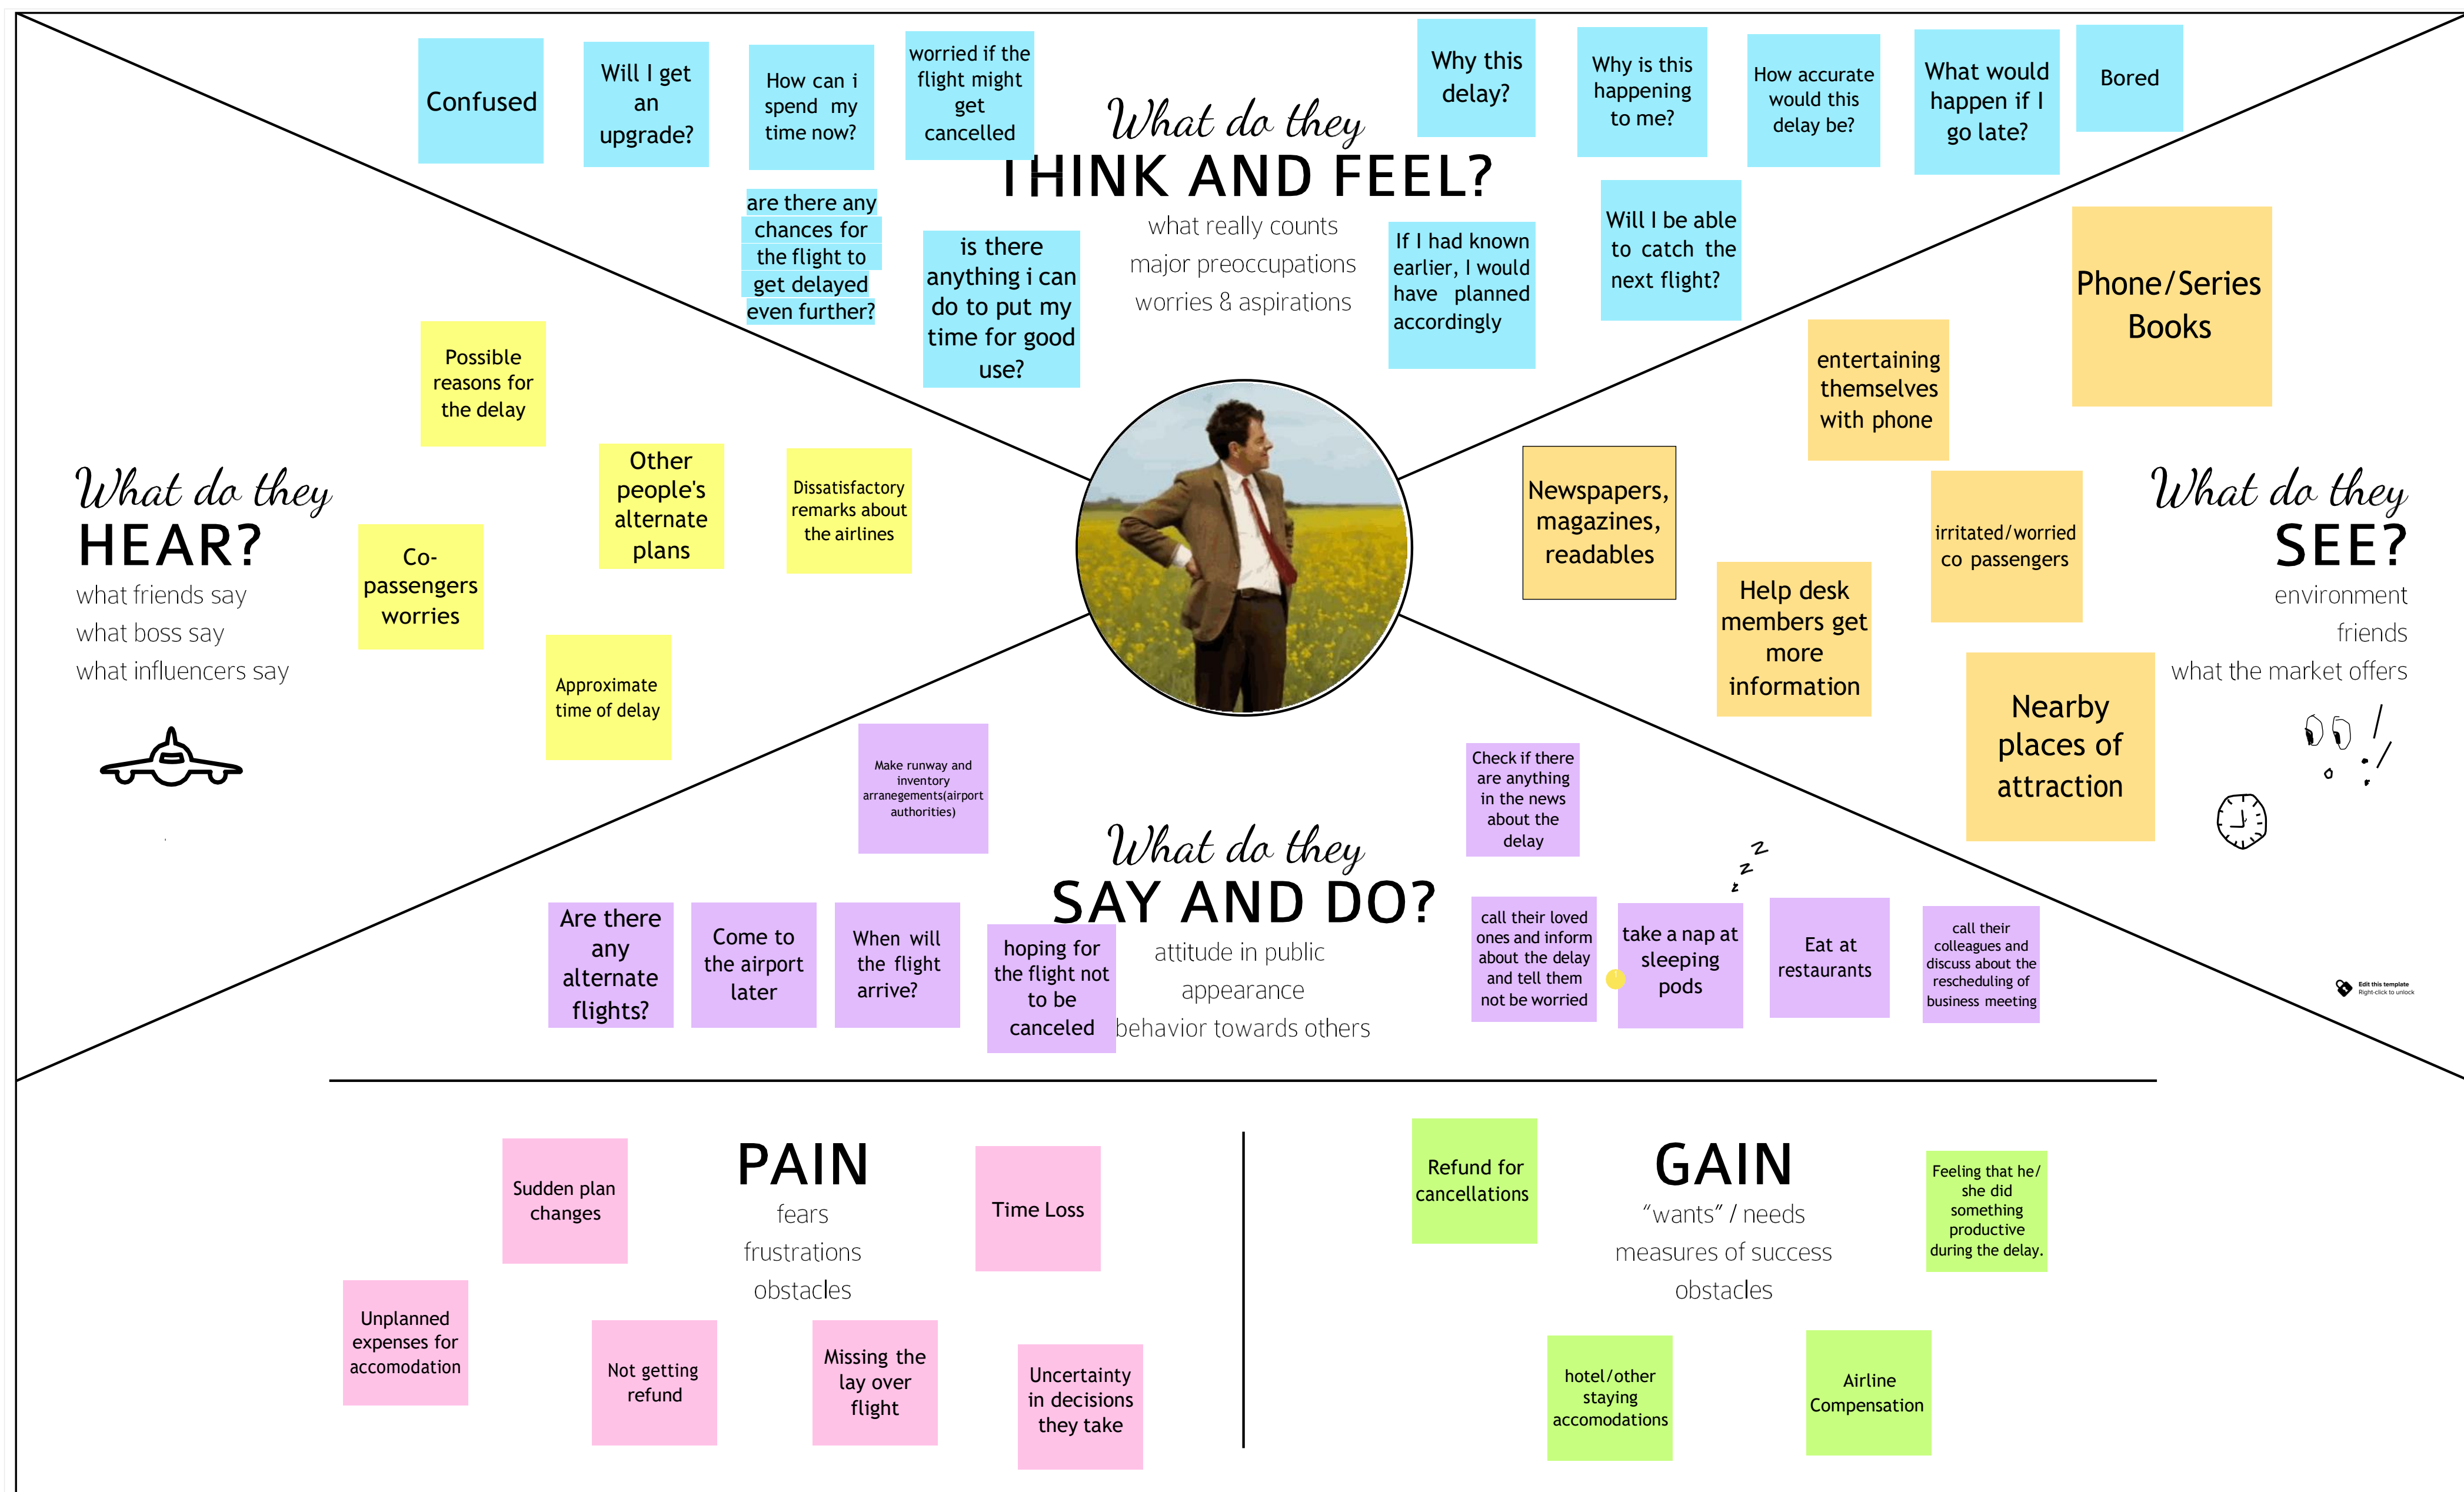 Confused
Will I get
an
upgrade?
How can i
spend my
time now?
worried if the
flight might
get
cancelled
are there any
chances for
the flight to
get delayed
even further?
is there
anything i can
do to put my
time for good
use?
What do they
THINK AND FEEL?
what really counts
major preoccupations
worries & aspirations
Why this
delay?
Why is this
happening
to me?
How accurate
would this
delay be?
What would
happen if I
go late?
Bored
If I had known
earlier, I would
have planned
accordingly
Will I be able
to catch the
next flight?
What do they
HEAR?
what friends say
what boss say
what influencers say
Possible
reasons for
the delay
Other
people's
alternate
plans
Dissatisfactory
remarks about
the airlines
Co-
passengers
worries
Approximate
time of delay
Phone/Series
Books
entertaining
themselves
with phone
Newspapers,
magazines,
readables
irritated/worried
co passengers
Help desk
members get
more
information
Nearby
places of
attraction
What do they
SEE?
environment
friends
what the market offers
Make runway and
inventory
arranegements(airport
authorities)
Are there
any
alternate
flights?
Come to
the airport
later
When will
the flight
arrive?
hoping for
the flight not
to be
canceled
What do they
SAY AND DO?
attitude in public
appearance
behavior towards others
Check if there
are anything
in the news
about the
delay
call their loved
ones and inform
about the delay
and tell them
not be worried
z
z
z
take a nap at
sleeping
pods
Eat at
restaurants
call their
colleagues and
discuss about the
rescheduling of
business meeting
Edit this template
Right-click to unlock
PAIN
fears
frustrations
obstacles
Sudden plan
changes
Time Loss
Unplanned
expenses for
accomodation
Not getting
refund
Missing the
lay over
flight
Uncertainty
in decisions
they take
GAIN
“wants” / needs
measures of success
obstacles
Refund for
cancellations
Feeling that he/
she did
something
productive
during the delay.
hotel/other
staying
accomodations
Airline
Compensation